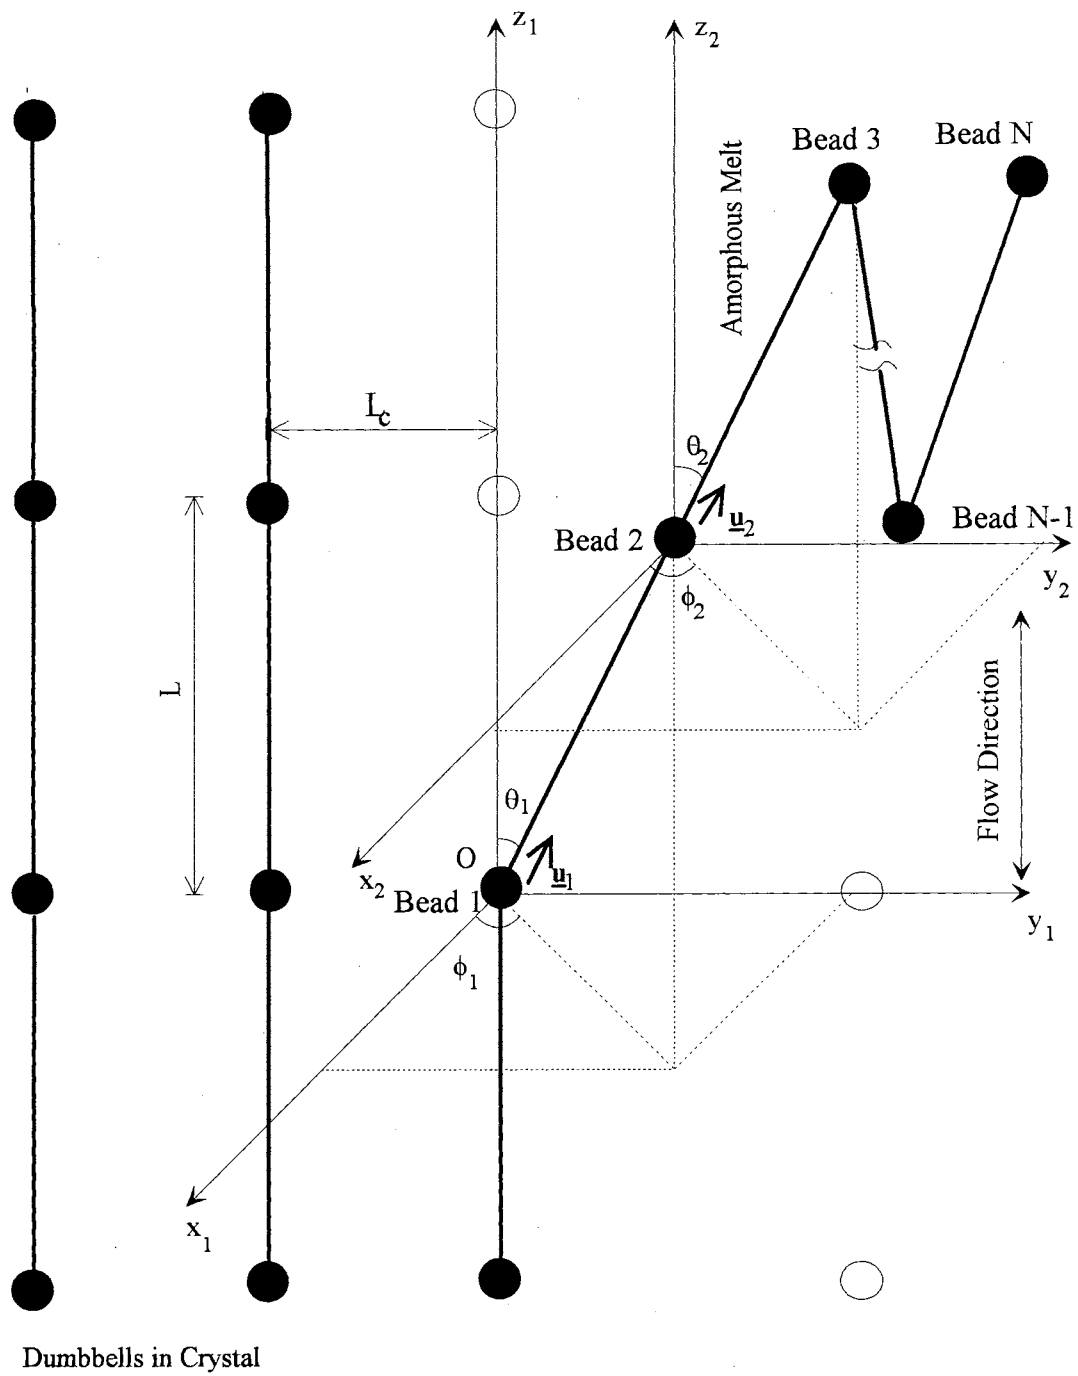 z1
z2
Bead 3
Bead N
Amorphous Melt
Lc
θ2
u2
Bead 2
Bead N-1
y2
ϕ2
L
Flow Direction
θ1
O
u1
x2
Bead 1
y1
ϕ1
x1
Dumbbells in Crystal